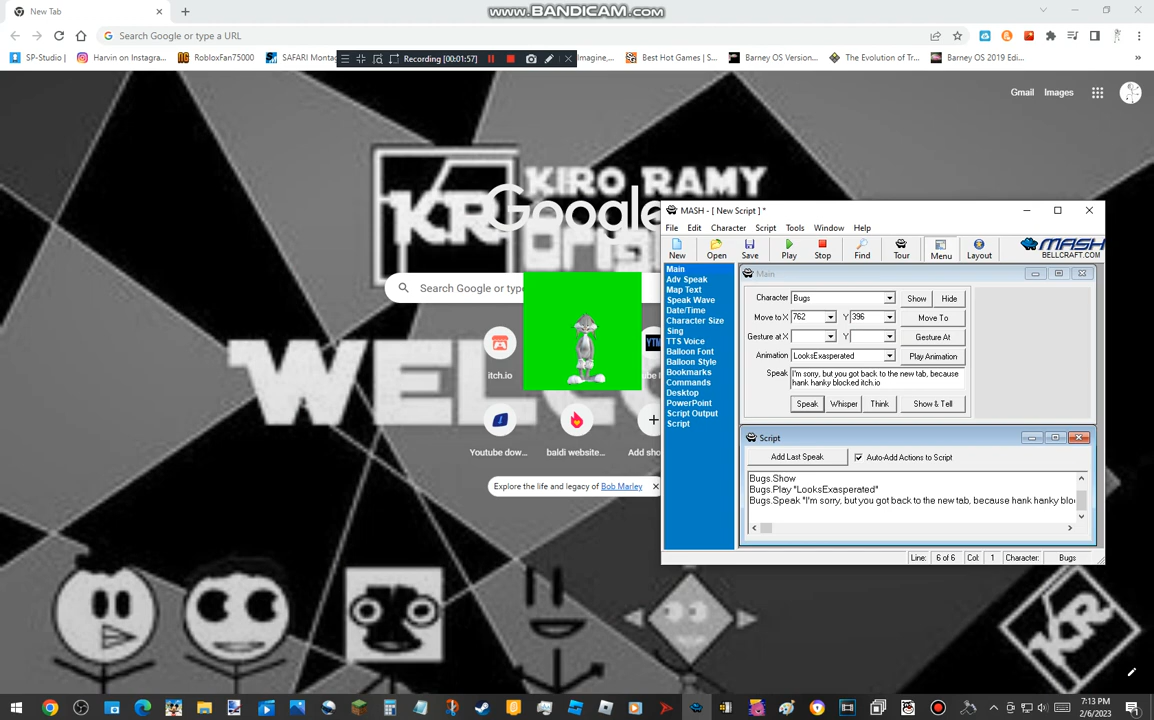 New Tab
www.BANDICAM.com
Search Google or type a URL
SP-Studio |
Harvin on Instagra...
RobloxFan75000
SAFARI Montag
Recording [00:01:57]
Imagine,...
Best Hot Games | S...
Barney OS Version...
The Evolution of Tr...
Barney OS 2019 Edi...
»
Gmail
Images
KIRO RAMY
KR
Google
Search Google or type
itch.io
YTM
Youtube dow...
baldi website...
Add sho
WEL
Explore the life and legacy of Bob Marley
MASH - [ New Script ] *
File Edit Character Script Tools Window Help
New Open Save Play Stop Find Tour Menu Layout
MASH
BELLCRAFT.COM
Main
Adv Speak
Map Text
Speak Wave
Date/Time
Character Size
Sing
TTS Voice
Balloon Font
Balloon Style
Bookmarks
Commands
Desktop
PowerPoint
Script Output
Script
Main
Character Bugs Show Hide
Move to X 762 Y 396 Move To
Gesture at X Y Gesture At
Animation LooksExasperated Play Animation
Speak I'm sorry, but you got back to the new tab, because
hank hanky blocked itch.io
Speak Whisper Think Show & Tell
Script
Add Last Speak Auto-Add Actions to Script
Bugs.Show
Bugs.Play "LooksExasperated"
Bugs.Speak "I'm sorry, but you got back to the new tab, because hank hanky blo
Line: 6 of 6 Col: 1 Character: Bugs
KR
7:13 PM
2/6/2023